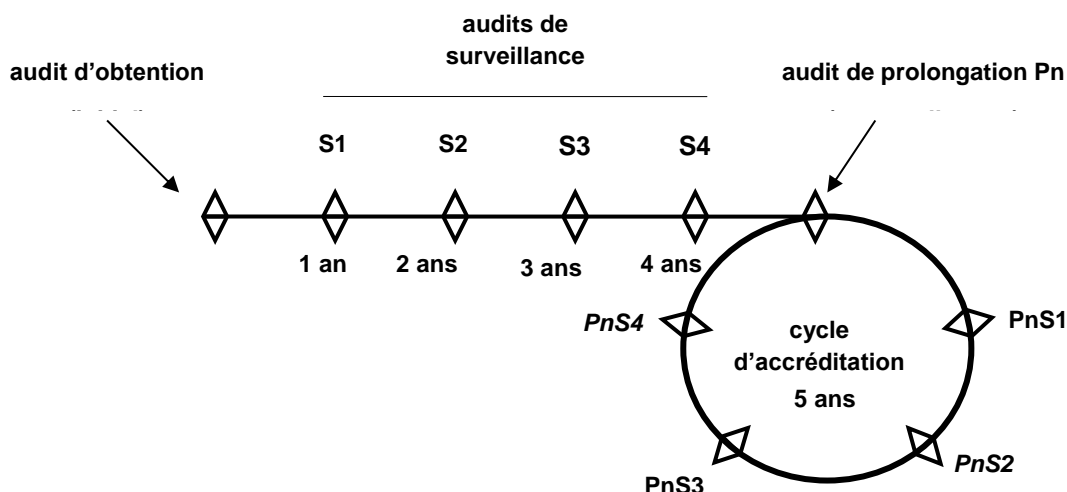 audits de
surveillance
audit d’obtention
audit de prolongation Pn
S1
S2
S3
S4
1 an
2 ans
3 ans
4 ans
PnS4
PnS1
cycle
d’accréditation
5 ans
PnS3
PnS2